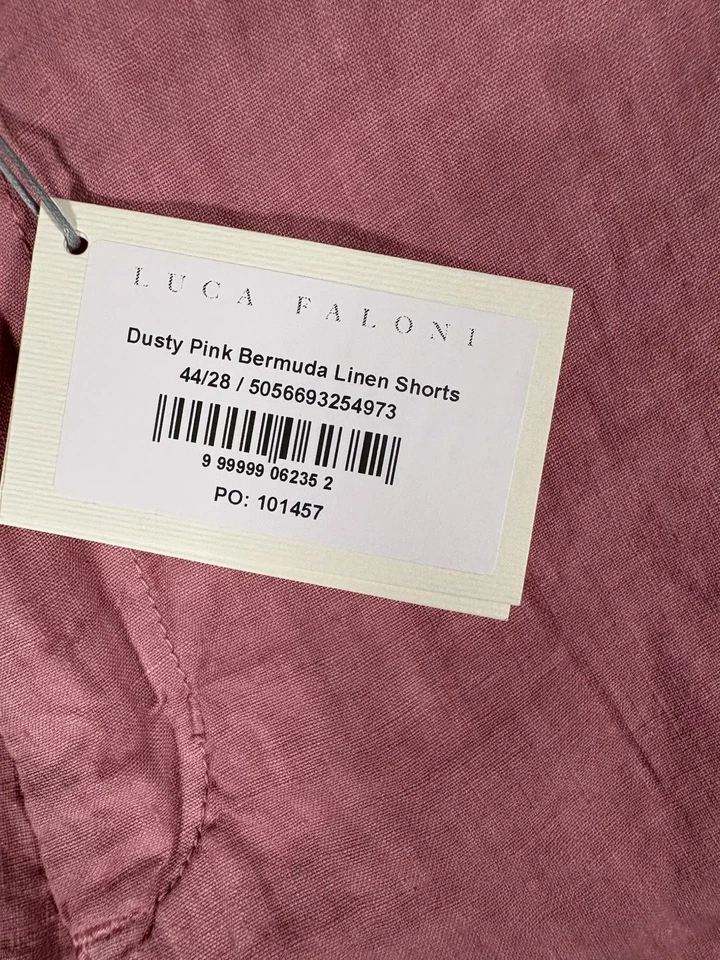 LUCA FALONI
Dusty Pink Bermuda Linen Shorts
44/28 / 5056693254973
9 99999 06235 2
PO: 101457